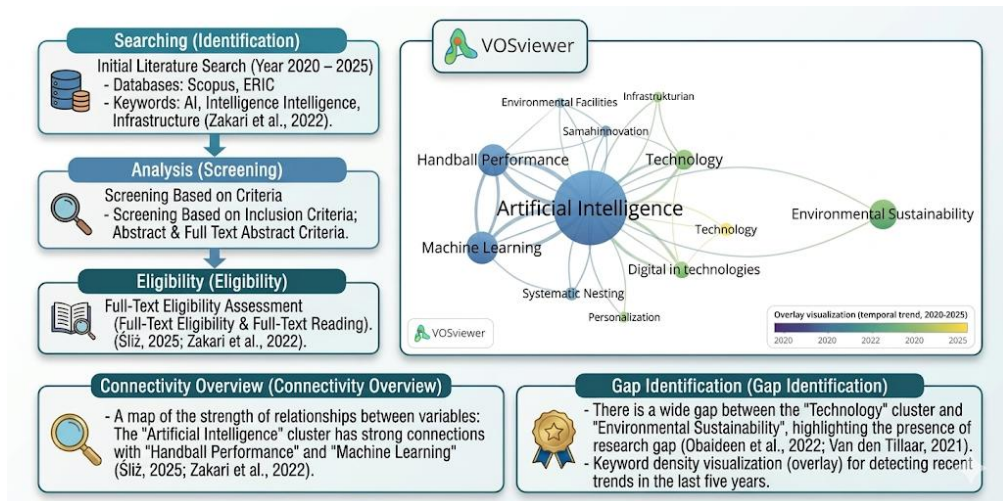 Searching (Identification)
Initial Literature Search (Year 2020 – 2025)
- Databases: Scopus, ERIC
- Keywords: AI, Intelligence Intelligence,
Infrastructure (Zakari et al., 2022).
Analysis (Screening)
Screening Based on Criteria
- Screening Based on Inclusion Criteria;
Abstract & Full Text Abstract Criteria.
Eligibility (Eligibility)
Full-Text Eligibility Assessment
(Full-Text Eligibility & Full-Text Reading).
(Śliż, 2025; Zakari et al., 2022).
VOSviewer
Infrastrukturian
Environmental Facilities
Samahinnovation
Handball Performance
Technology
Artificial Intelligence
Environmental Sustainability
Technology
Machine Learning
Digital in technologies
Systematic Nesting
Personalization
VOSviewer
Overlay visualization (temporal trend, 2020-2025)
2020 2020 2022 2020 2025
Connectivity Overview (Connectivity Overview)
- A map of the strength of relationships between variables:
The "Artificial Intelligence" cluster has strong connections
with "Handball Performance" and "Machine Learning"
(Śliż, 2025; Zakari et al., 2022).
Gap Identification (Gap Identification)
- There is a wide gap between the "Technology" cluster and
"Environmental Sustainability", highlighting the presence of
research gap (Obaideen et al., 2022; Van den Tillaar, 2021).
- Keyword density visualization (overlay) for detecting recent
trends in the last five years.